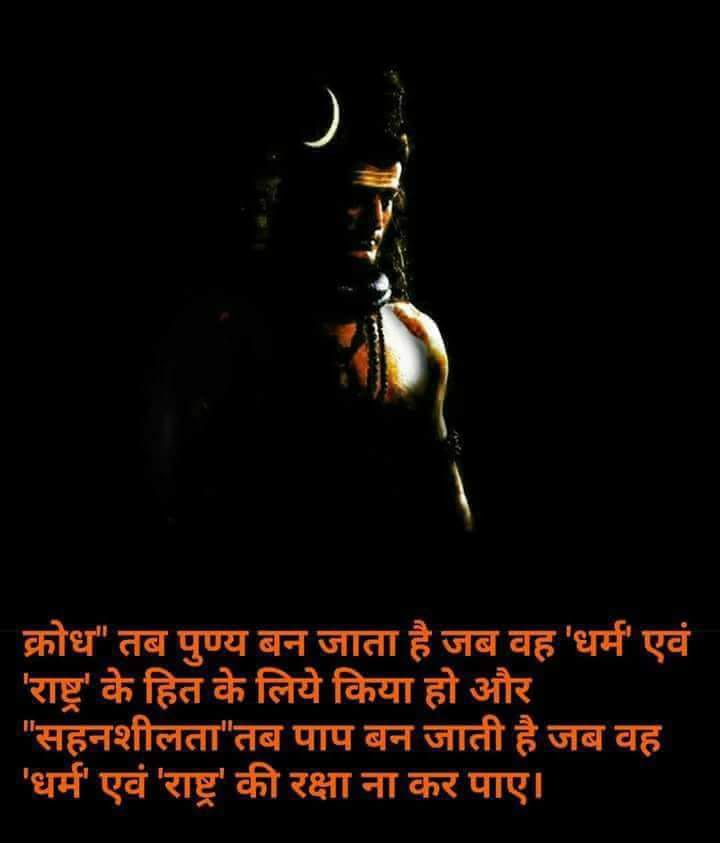 क्रोध" तब पुण्य बन जाता है जब वह 'धर्म' एवं
'राष्ट्र' के हित के लिये किया हो और
"सहनशीलता"तब पाप बन जाती है जब वह
'धर्म' एवं 'राष्ट्र' की रक्षा ना कर पाए।